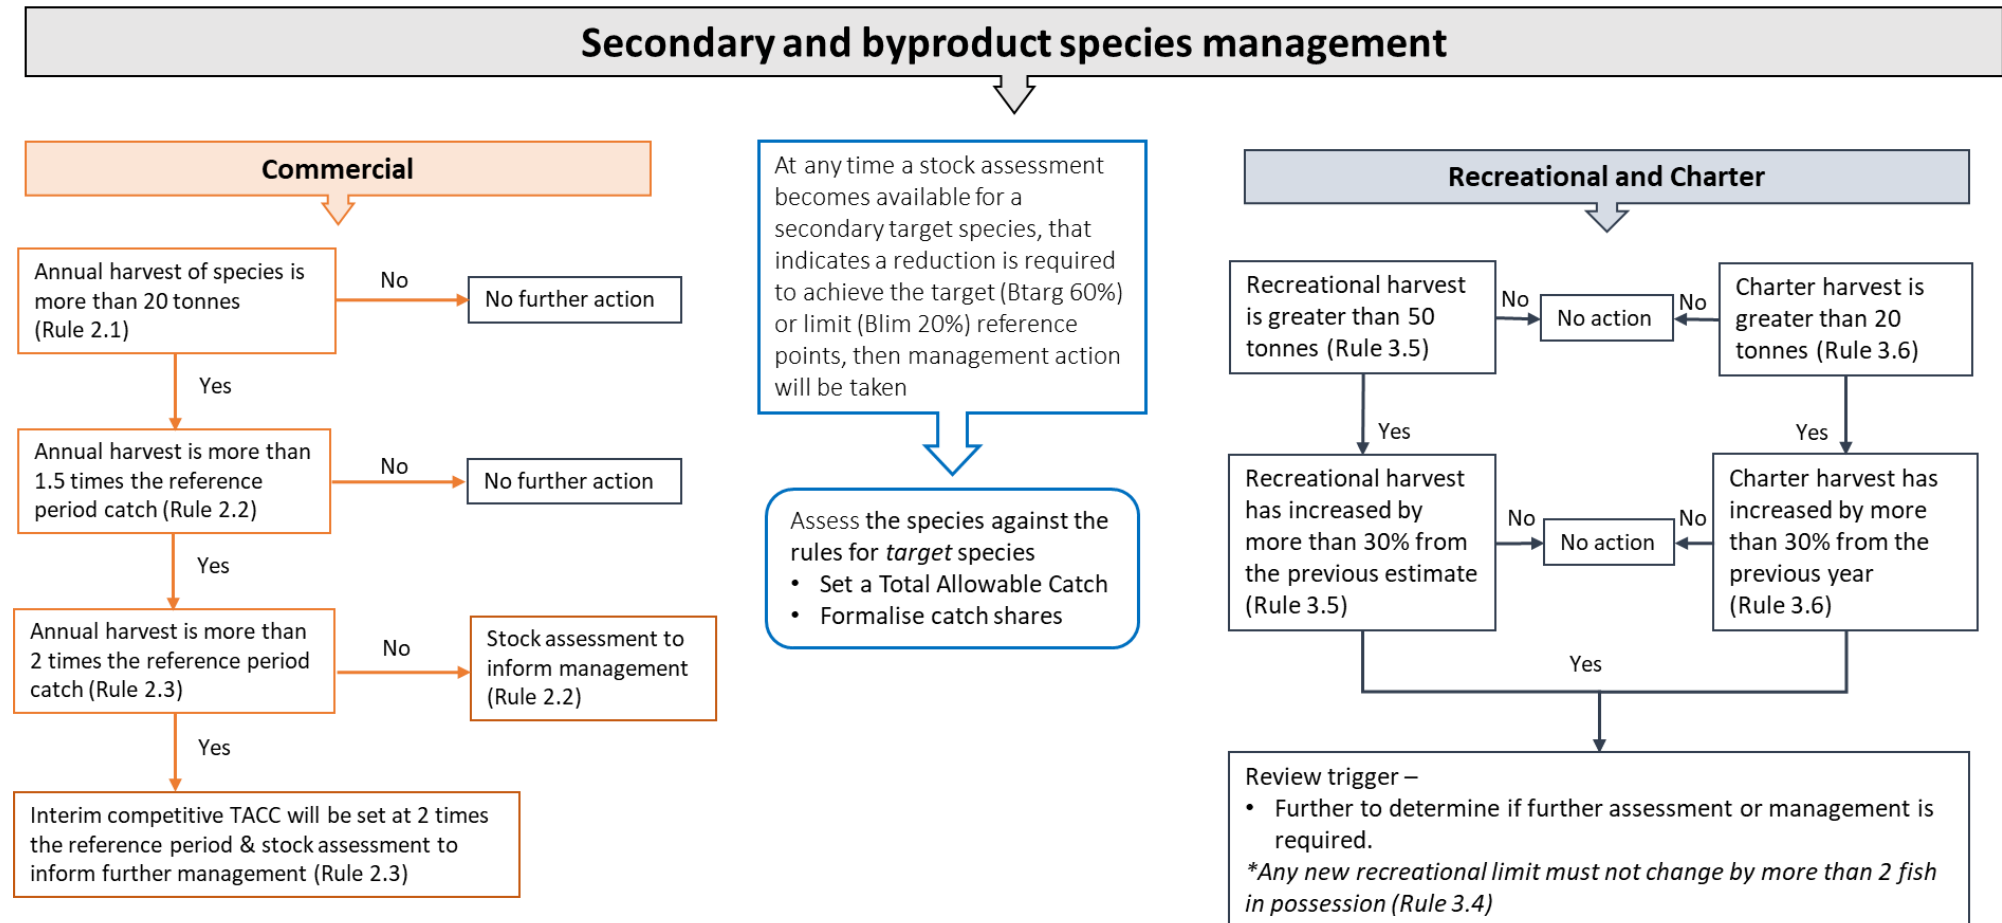 Secondary and byproduct species management
Commercial
Annual harvest of species is
more than 20 tonnes
(Rule 2.1)
No
No further action
Yes
Annual harvest is more than
1.5 times the reference
period catch (Rule 2.2)
No
No further action
Yes
Annual harvest is more than
2 times the reference period
catch (Rule 2.3)
No
Stock assessment to
inform management
(Rule 2.2)
Yes
Interim competitive TACC will be set at 2 times
the reference period & stock assessment to
inform further management (Rule 2.3)
At any time a stock assessment
becomes available for a
secondary target species, that
indicates a reduction is required
to achieve the target (Btarg 60%)
or limit (Blim 20%) reference
points, then management action
will be taken
Assess the species against the
rules for target species
• Set a Total Allowable Catch
• Formalise catch shares
Recreational and Charter
Recreational harvest
is greater than 50
tonnes (Rule 3.5)
No
No action
No
Charter harvest is
greater than 20
tonnes (Rule 3.6)
Yes
Yes
Recreational harvest
has increased by
more than 30% from
the previous estimate
(Rule 3.5)
No
No action
No
Charter harvest has
increased by more
than 30% from the
previous year
(Rule 3.6)
Yes
Review trigger –
• Further to determine if further assessment or management is
required.
*Any new recreational limit must not change by more than 2 fish
in possession (Rule 3.4)